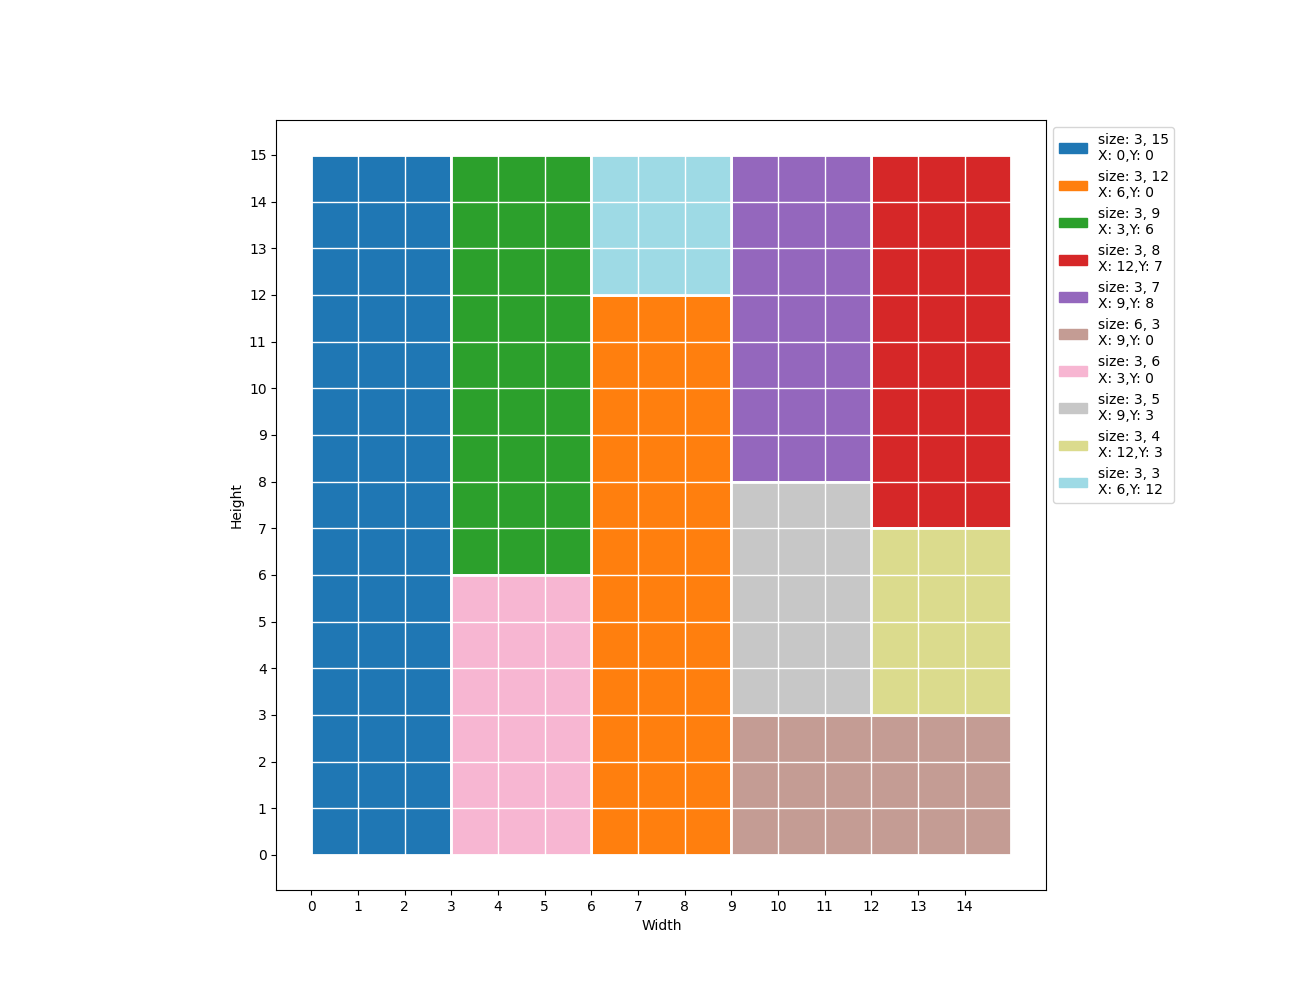 15
14
13
12
11
10
9
8
7
6
5
4
3
2
1
0
Height
0 1 2 3 4 5 6 7 8 9 10 11 12 13 14
Width
size: 3, 15
X: 0,Y: 0
size: 3, 12
X: 6,Y: 0
size: 3, 9
X: 3,Y: 6
size: 3, 8
X: 12,Y: 7
size: 3, 7
X: 9,Y: 8
size: 6, 3
X: 9,Y: 0
size: 3, 6
X: 3,Y: 0
size: 3, 5
X: 9,Y: 3
size: 3, 4
X: 12,Y: 3
size: 3, 3
X: 6,Y: 12